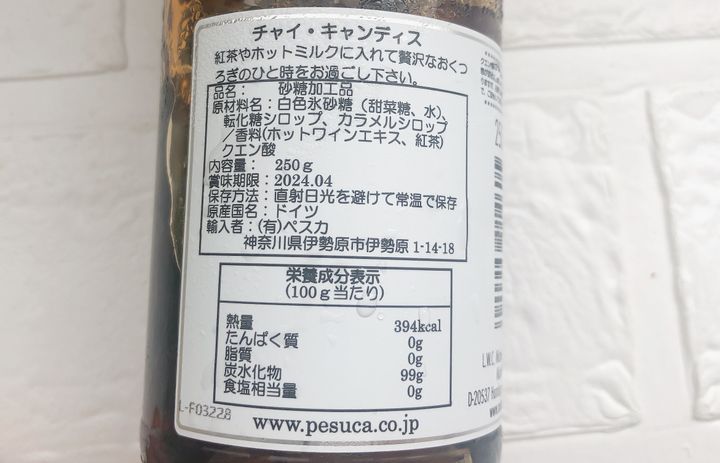 ・チャイ・キャンディス
紅茶やホットミルクに入れて贅沢なおくつ
ろぎのひと時をお過ごし下さい。
品名： 砂糖加工品
原材料名：白色氷砂糖（甜菜糖、水）、
転化糖シロップ、カラメルシロップ
／香料(ホットワインエキス、紅茶)
クエン酸
内容量： 250ｇ
賞味期限：2024.04
保存方法：直射日光を避けて常温で保存
原産国名：ドイツ
輸入者：(有)ペスカ
神奈川県伊勢原市伊勢原 1-14-18
栄養成分表示
(100ｇ当たり)
熱量 394kcal
たんぱく質 0g
脂質 0g
炭水化物 99g
食塩相当量 0g
L-F03228
www.pesuca.co.jp
クエン酸
L.W.C.
D-20537